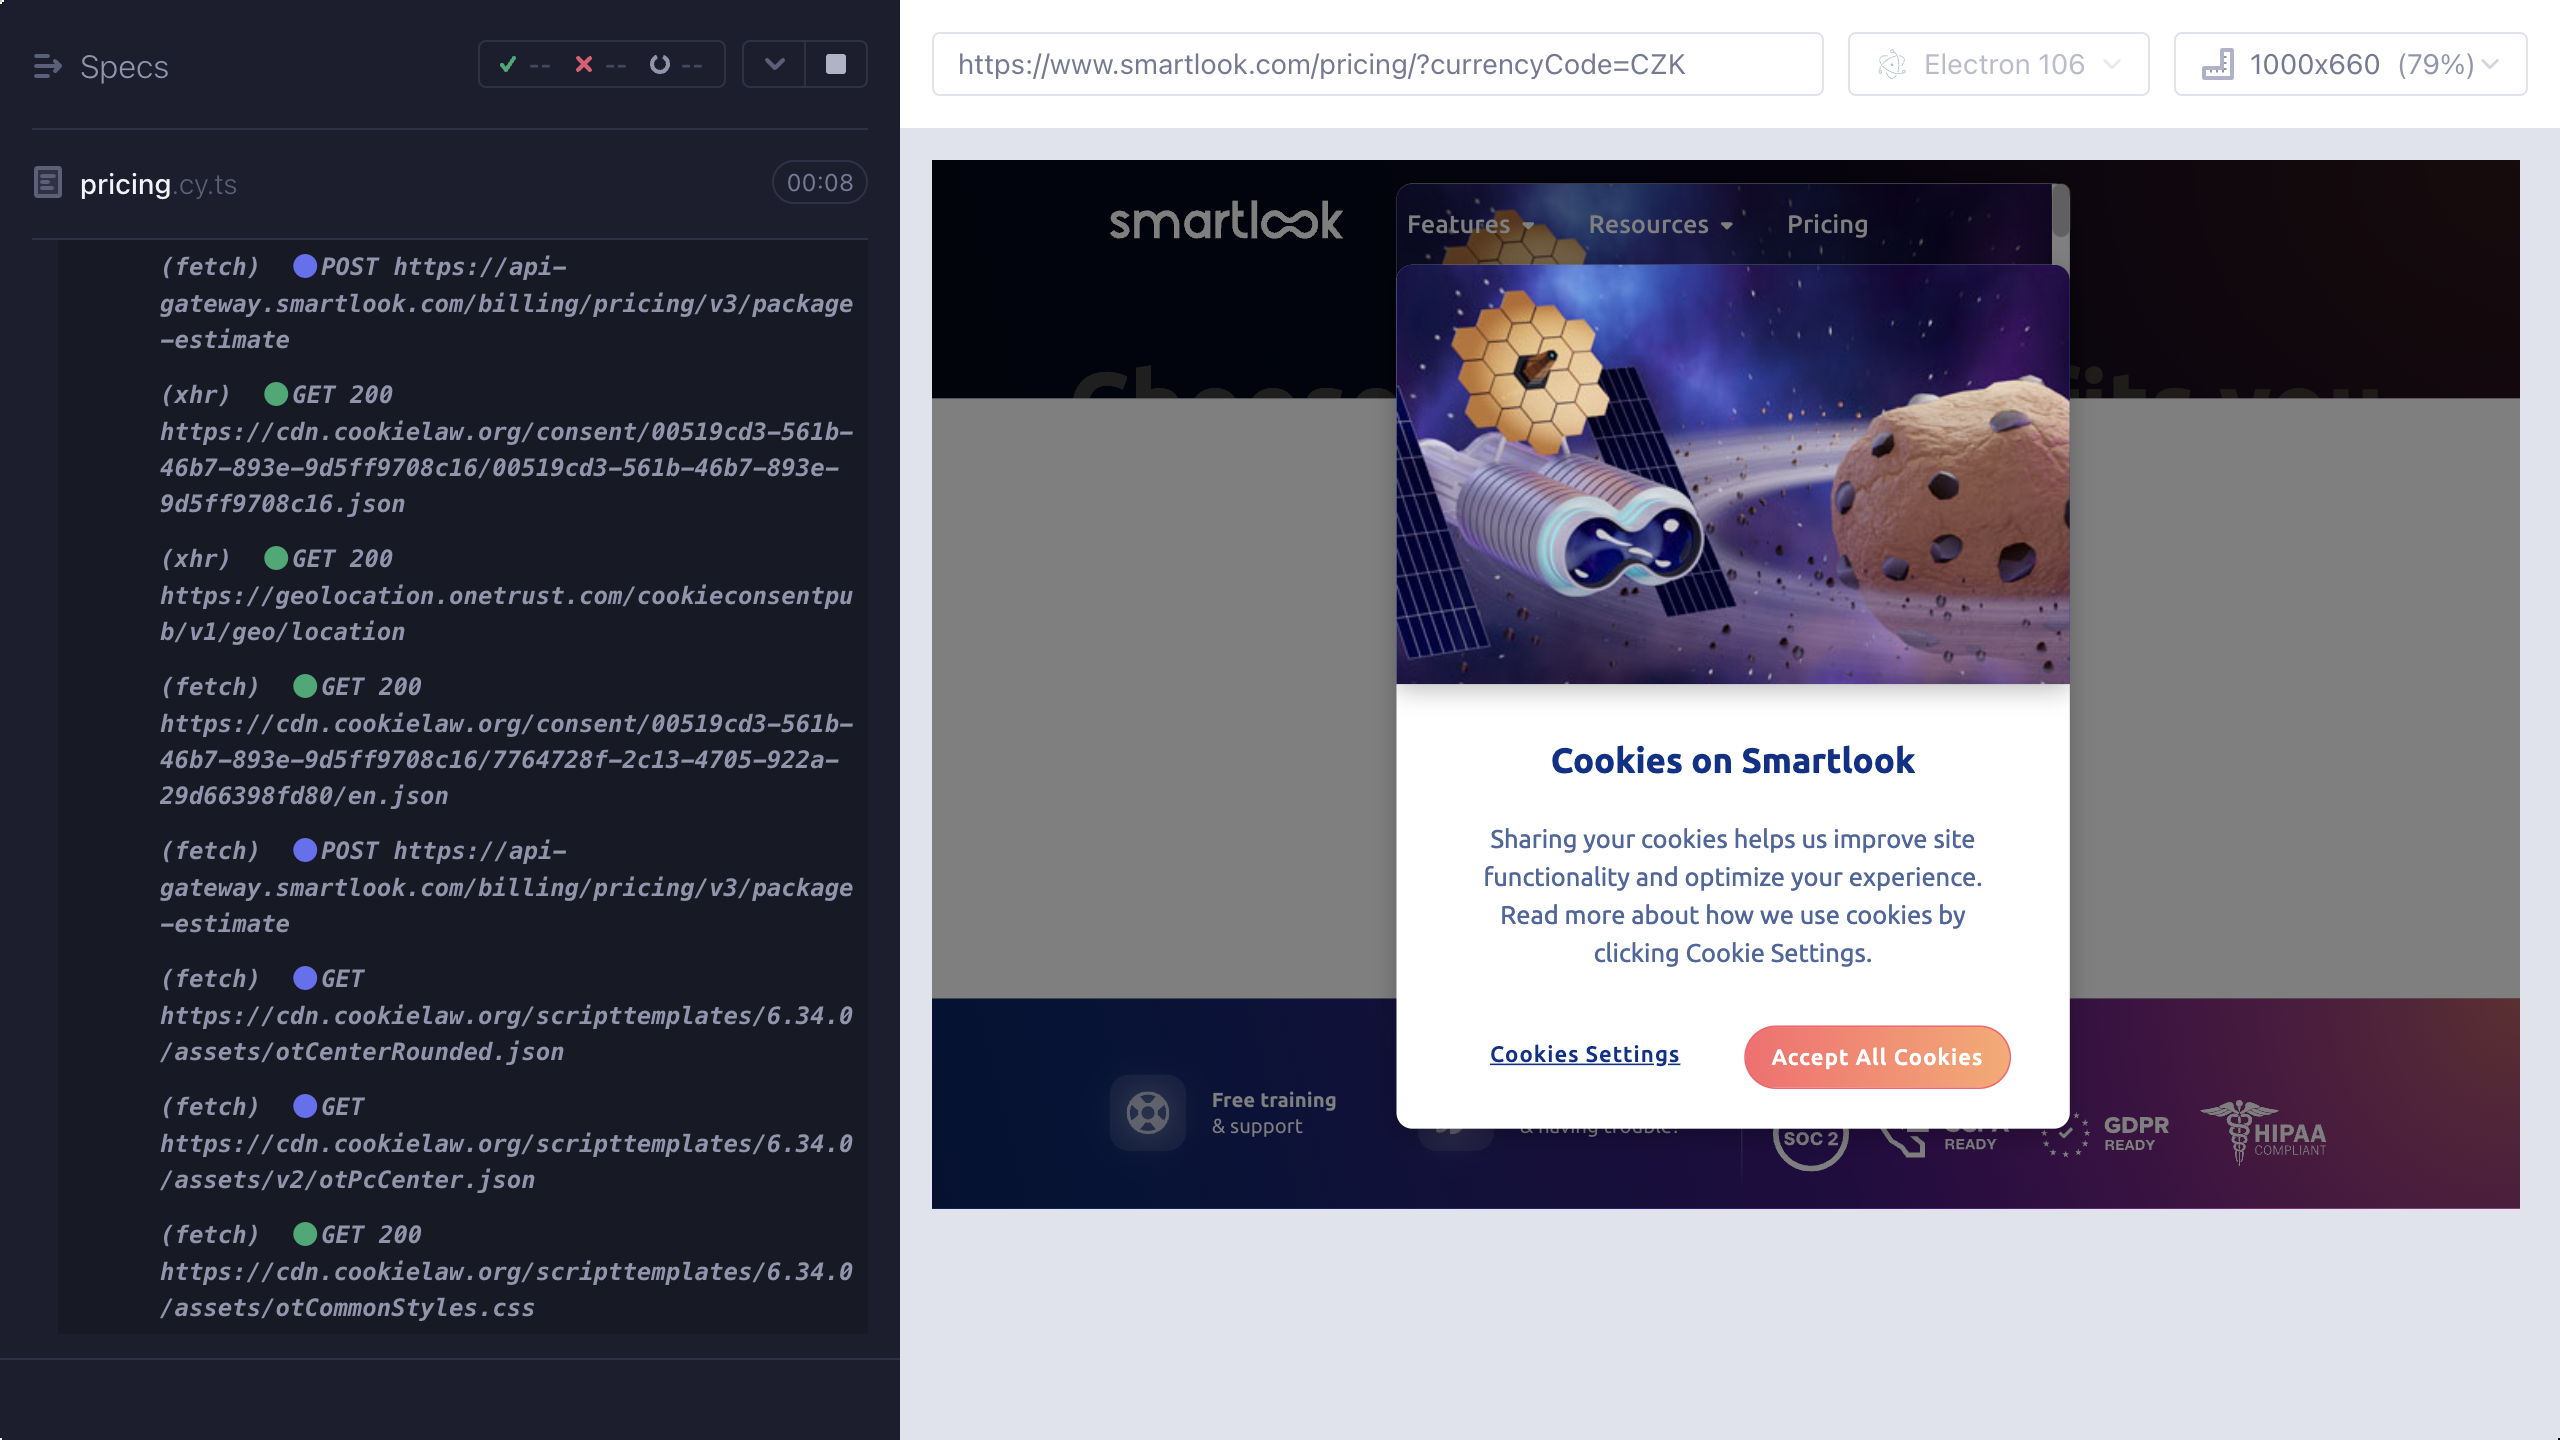 Specs
-- -- --
pricing.cy.ts
00:08
(fetch) POST https://api-
gateway.smartlook.com/billing/pricing/v3/package
-estimate
(xhr) GET 200
https://cdn.cookielaw.org/consent/00519cd3-561b-
46b7-893e-9d5ff9708c16/00519cd3-561b-46b7-893e-
9d5ff9708c16.json
(xhr) GET 200
https://geolocation.onetrust.com/cookieconsentpu
b/v1/geo/location
(fetch) GET 200
https://cdn.cookielaw.org/consent/00519cd3-561b-
46b7-893e-9d5ff9708c16/7764728f-2c13-4705-922a-
29d66398fd80/en.json
(fetch) POST https://api-
gateway.smartlook.com/billing/pricing/v3/package
-estimate
(fetch) GET
https://cdn.cookielaw.org/scripttemplates/6.34.0
/assets/otCenterRounded.json
(fetch) GET
https://cdn.cookielaw.org/scripttemplates/6.34.0
/assets/v2/otPcCenter.json
(fetch) GET 200
https://cdn.cookielaw.org/scripttemplates/6.34.0
/assets/otCommonStyles.css
https://www.smartlook.com/pricing/?currencyCode=CZK
Electron 106
1000x660 (79%)
smartlook
Features
Resources
Pricing
you
Cookies on Smartlook
Sharing your cookies helps us improve site
functionality and optimize your experience.
Read more about how we use cookies by
clicking Cookie Settings.
Cookies Settings
Accept All Cookies
Free training
& support
& having trouble?
SOC 2
READY
GDPR
READY
HIPAA
COMPLIANT